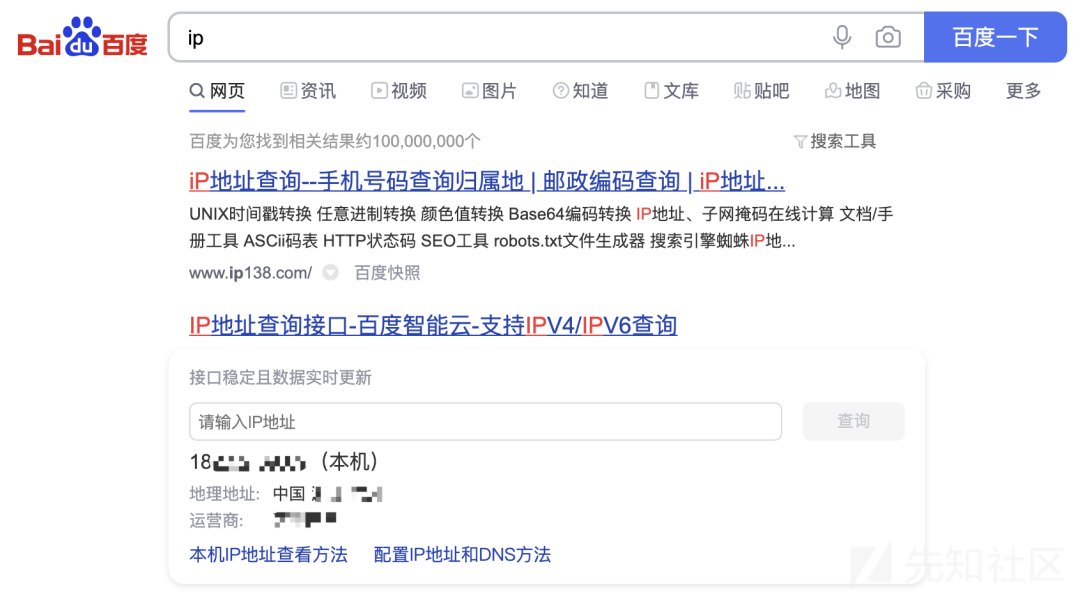 Bai du 百度
ip
百度一下
网页 资讯 视频 图片 知道 文库 贴吧 地图 采购 更多
百度为您找到相关结果约100,000,000个 搜索工具
iP地址查询--手机号码查询归属地 | 邮政编码查询 | iP地址...
UNIX时间戳转换 任意进制转换 颜色值转换 Base64编码转换 IP地址、子网掩码在线计算 文档/手
册工具 ASCii码表 HTTP状态码 SEO工具 robots.txt文件生成器 搜索引擎蜘蛛IP地...
www.ip138.com/ 百度快照
IP地址查询接口-百度智能云-支持IPV4/IPV6查询
接口稳定且数据实时更新
请输入IP地址 查询
18 (本机)
地理地址: 中国
运营商:
本机IP地址查看方法 配置IP地址和DNS方法
先知社区